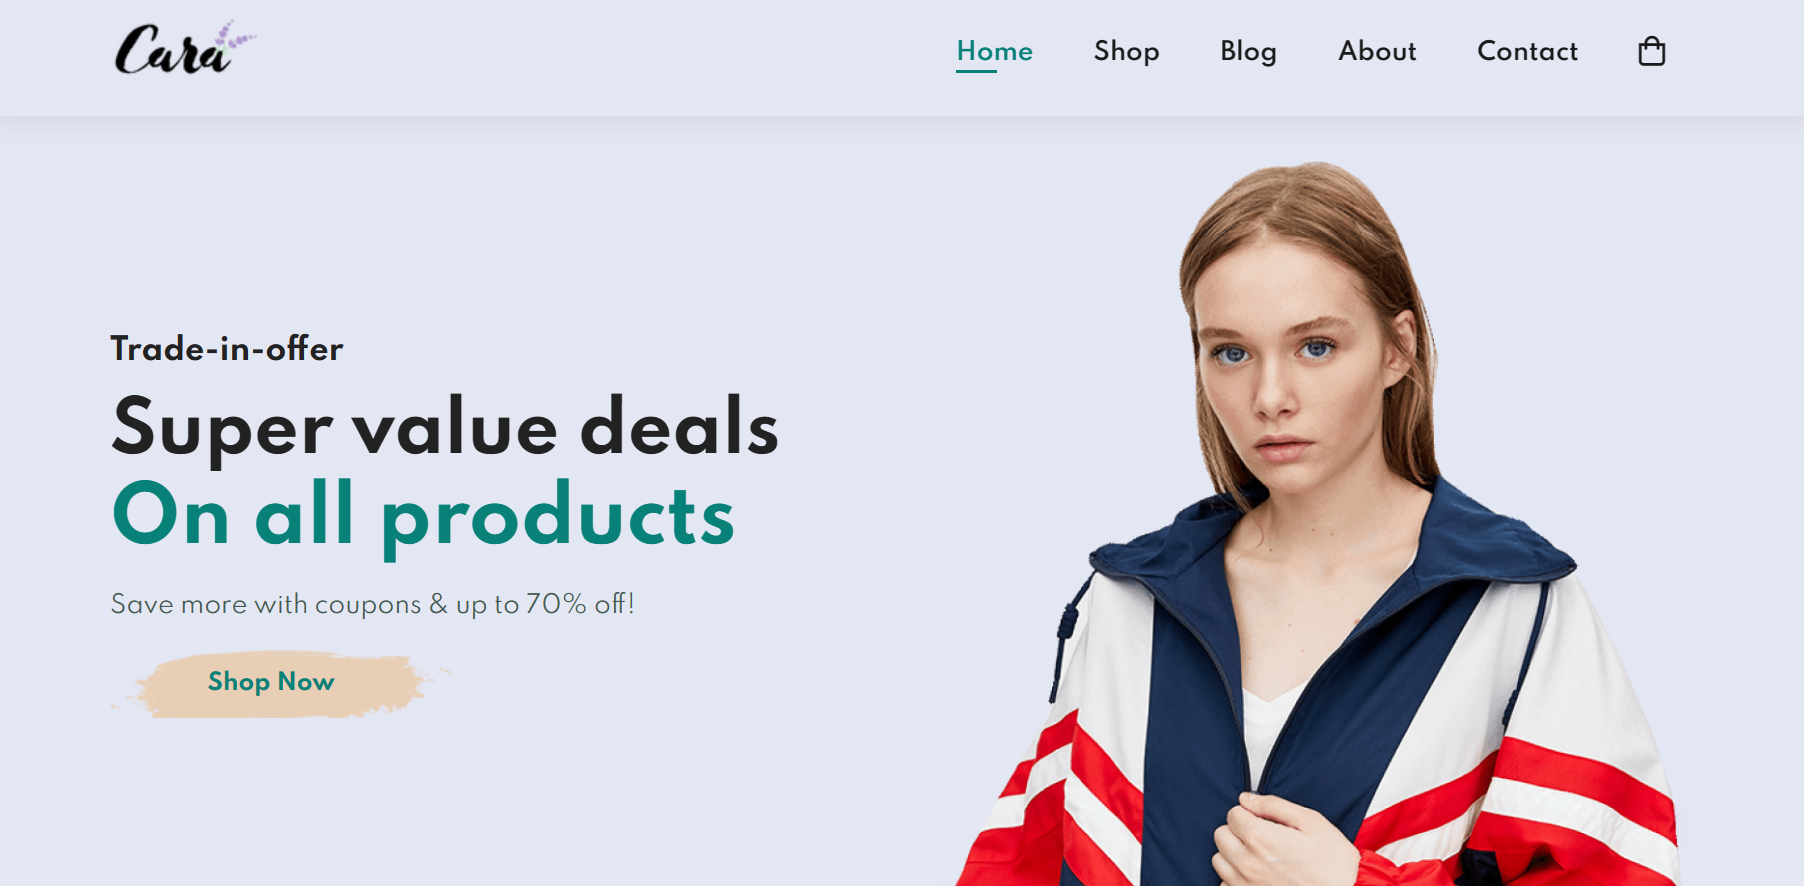 Cara
Home Shop Blog About Contact
Trade-in-offer
Super value deals
On all products
Save more with coupons & up to 70% off!
Shop Now